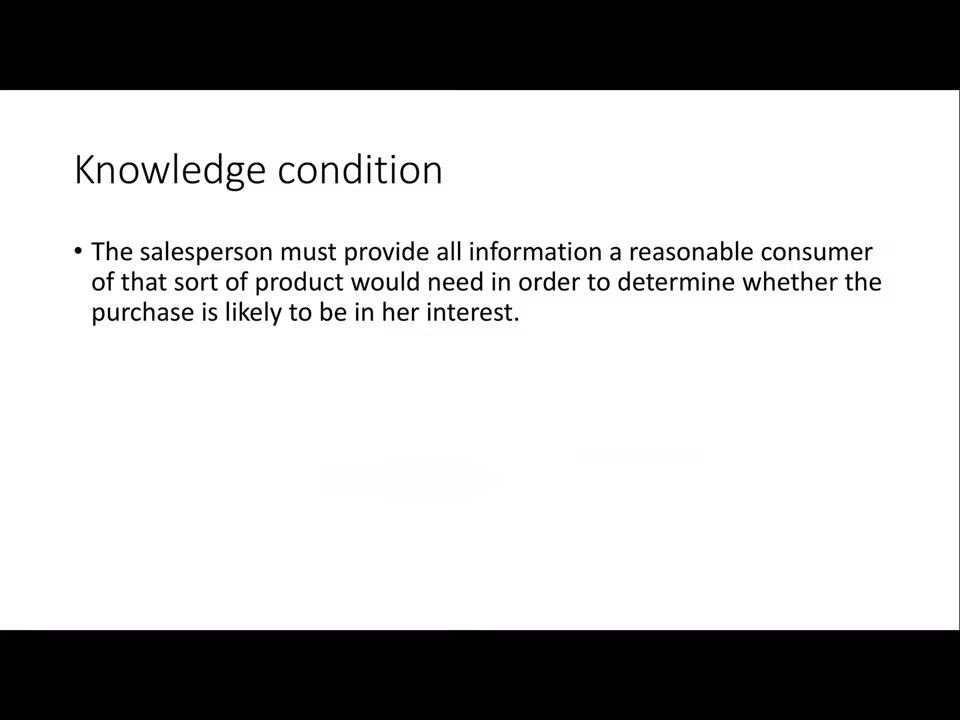 Knowledge condition
• The salesperson must provide all information a reasonable consumer
of that sort of product would need in order to determine whether the
purchase is likely to be in her interest.